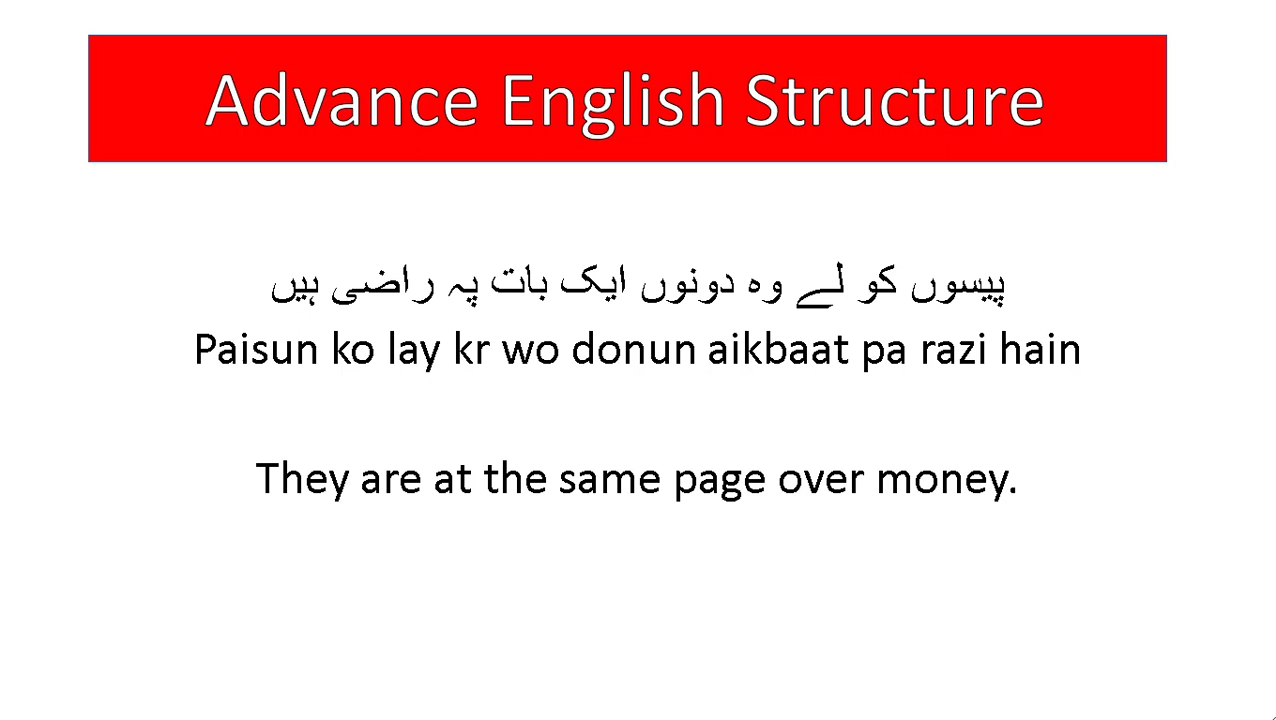 Advance English Structure
پیسوں کو لے وہ دونوں ایک بات پہ راضی ہیں
Paisun ko lay kr wo donun aikbaat pa razi hain
They are at the same page over money.